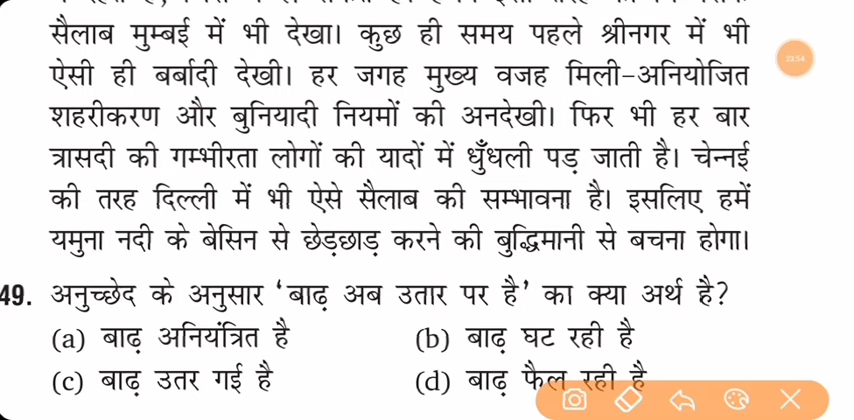 सैलाब मुम्बई में भी देखा। कुछ ही समय पहले श्रीनगर में भी
ऐसी ही बर्बादी देखी। हर जगह मुख्य वजह मिली-अनियोजित
शहरीकरण और बुनियादी नियमों की अनदेखी। फिर भी हर बार
त्रासदी की गम्भीरता लोगों की यादों में धुँधली पड़ जाती है। चेन्नई
की तरह दिल्ली में भी ऐसे सैलाब की सम्भावना है। इसलिए हमें
यमुना नदी के बेसिन से छेड़छाड़ करने की बुद्धिमानी से बचना होगा।
49. अनुच्छेद के अनुसार ‘बाढ़ अब उतार पर है’ का क्या अर्थ है?
(a) बाढ़ अनियंत्रित है
(b) बाढ़ घट रही है
(c) बाढ़ उतर गई है
(d) बाढ़ फैल रही है
23:54